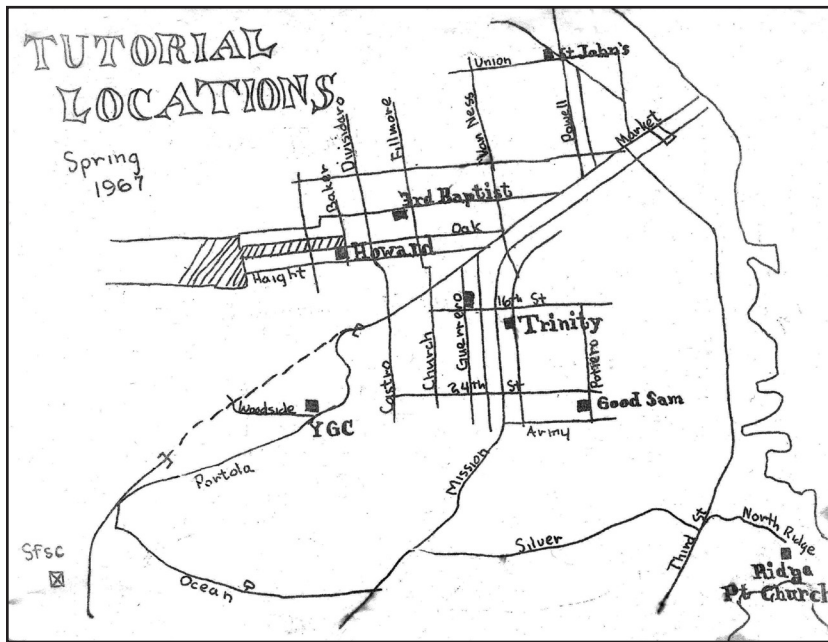 TUTORIAL
LOCATIONS
Spring
1967
Union
St John's
Divisidaro
Fillmore
Van Ness
Powell
Market
Baker
3rd Baptist
Oak
Howard
Haight
Guerrero
16th St
Trinity
Church
Castro
Potrero
24th St
Good Sam
Woodside
YGC
Army
Portola
Mission
Silver
Third St
North Ridge
SFSC
Ocean
Ridge
Pt Church